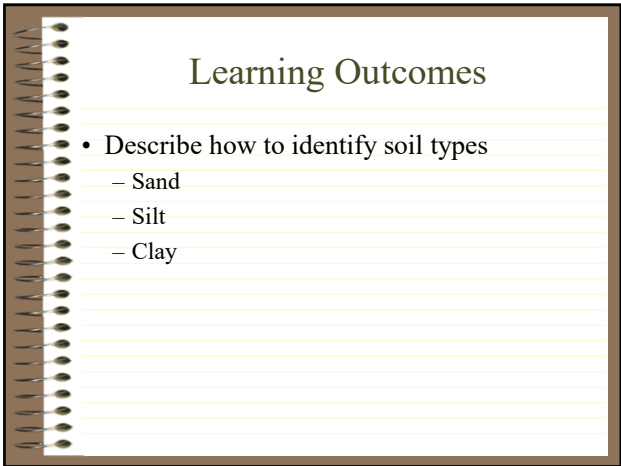 Learning Outcomes
• Describe how to identify soil types
– Sand
– Silt
– Clay